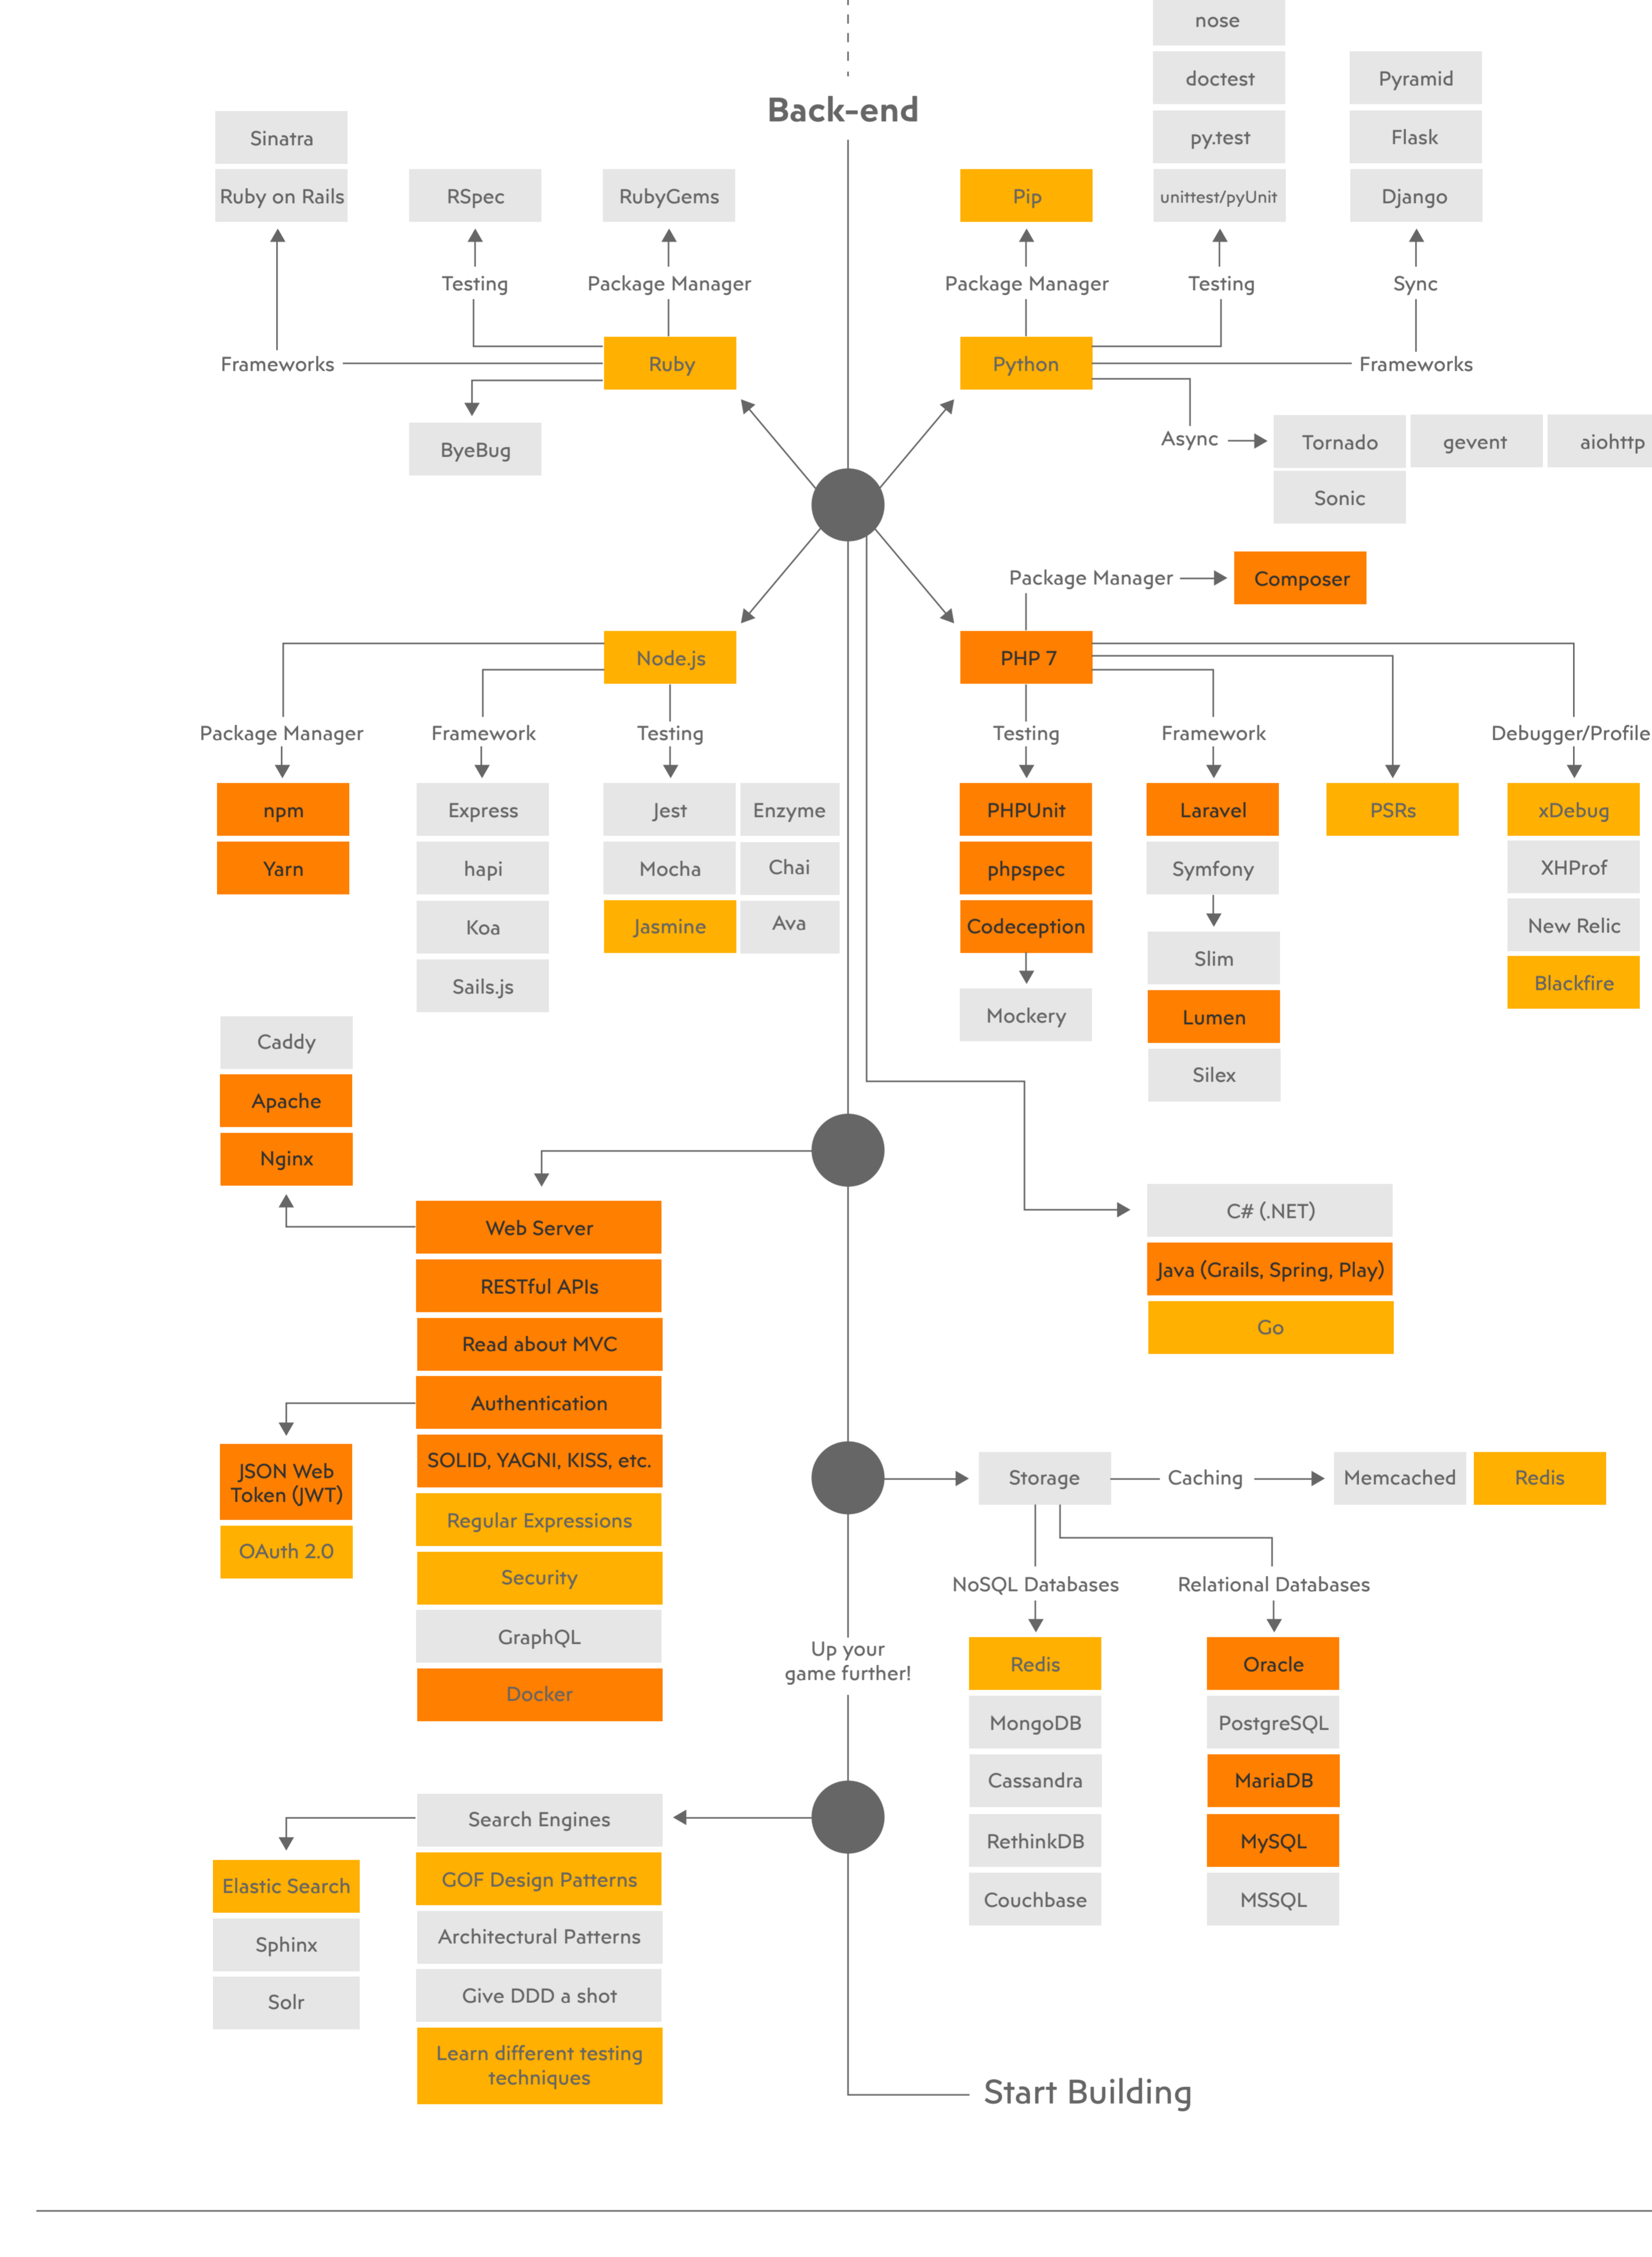 nose
doctest
py.test
unittest/pyUnit
Pyramid
Flask
Django
Back-end
Sinatra
Ruby on Rails
RSpec
RubyGems
Pip
Testing
Package Manager
Package Manager
Testing
Sync
Frameworks
Ruby
Python
Frameworks
ByeBug
Async
Tornado
gevent
aiohttp
Sonic
Package Manager
Composer
Node.js
PHP 7
Package Manager
Framework
Testing
Testing
Framework
Debugger/Profile
npm
Yarn
Express
hapi
Koa
Sails.js
Jest
Mocha
Jasmine
Enzyme
Chai
Ava
PHPUnit
phpspec
Codeception
Mockery
Laravel
Symfony
Slim
Lumen
Silex
PSRs
xDebug
XHProf
New Relic
Blackfire
Caddy
Apache
Nginx
Web Server
RESTful APIs
Read about MVC
Authentication
SOLID, YAGNI, KISS, etc.
Regular Expressions
Security
GraphQL
Docker
JSON Web
Token (JWT)
OAuth 2.0
C# (.NET)
Java (Grails, Spring, Play)
Go
Storage
Caching
Memcached
Redis
NoSQL Databases
Relational Databases
Redis
MongoDB
Cassandra
RethinkDB
Couchbase
Oracle
PostgreSQL
MariaDB
MySQL
MSSQL
Up your
game further!
Search Engines
GOF Design Patterns
Architectural Patterns
Give DDD a shot
Learn different testing
techniques
Elastic Search
Sphinx
Solr
Start Building